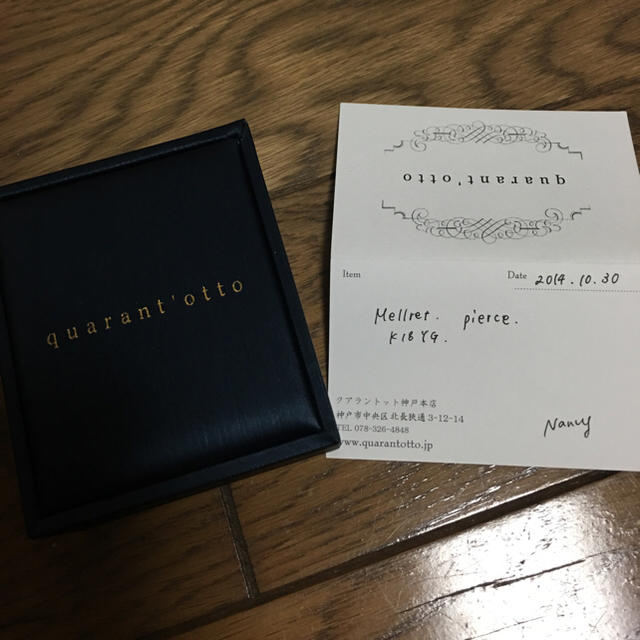 quarant'otto
quarant'otto
Item
Date 2014.10.30
Mellret. pierce.
K18 YG.
クアラントット神戸本店
神戸市中央区北長狭通 3-12-14
TEL 078-326-4848
www.quarantotto.jp
Nancy